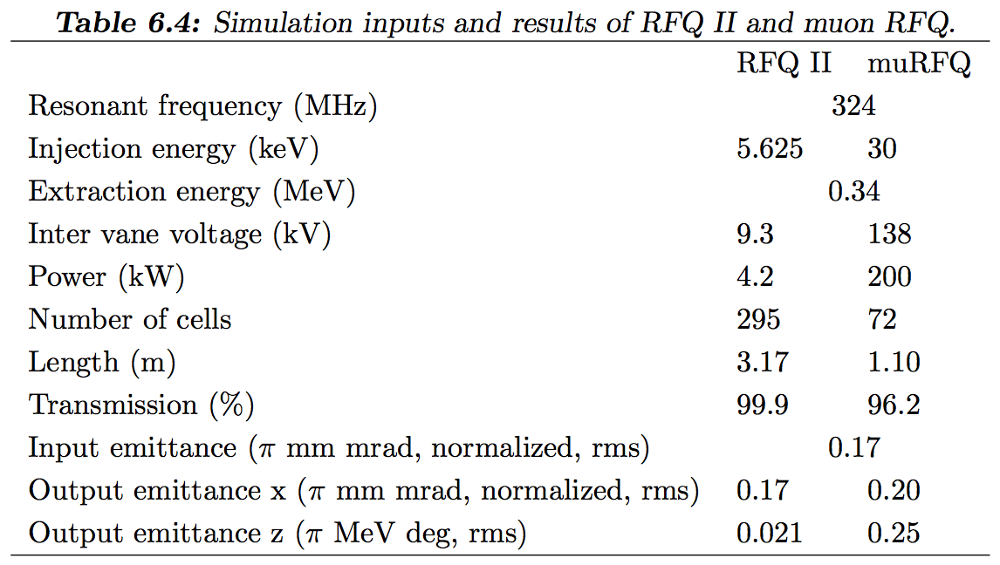 Table 6.4: Simulation inputs and results of RFQ II and muon RFQ.
RFQ II muRFQ
Resonant frequency (MHz) 324
Injection energy (keV) 5.625 30
Extraction energy (MeV) 0.34
Inter vane voltage (kV) 9.3 138
Power (kW) 4.2 200
Number of cells 295 72
Length (m) 3.17 1.10
Transmission (%) 99.9 96.2
Input emittance (π mm mrad, normalized, rms) 0.17
Output emittance x (π mm mrad, normalized, rms) 0.17 0.20
Output emittance z (π MeV deg, rms) 0.021 0.25